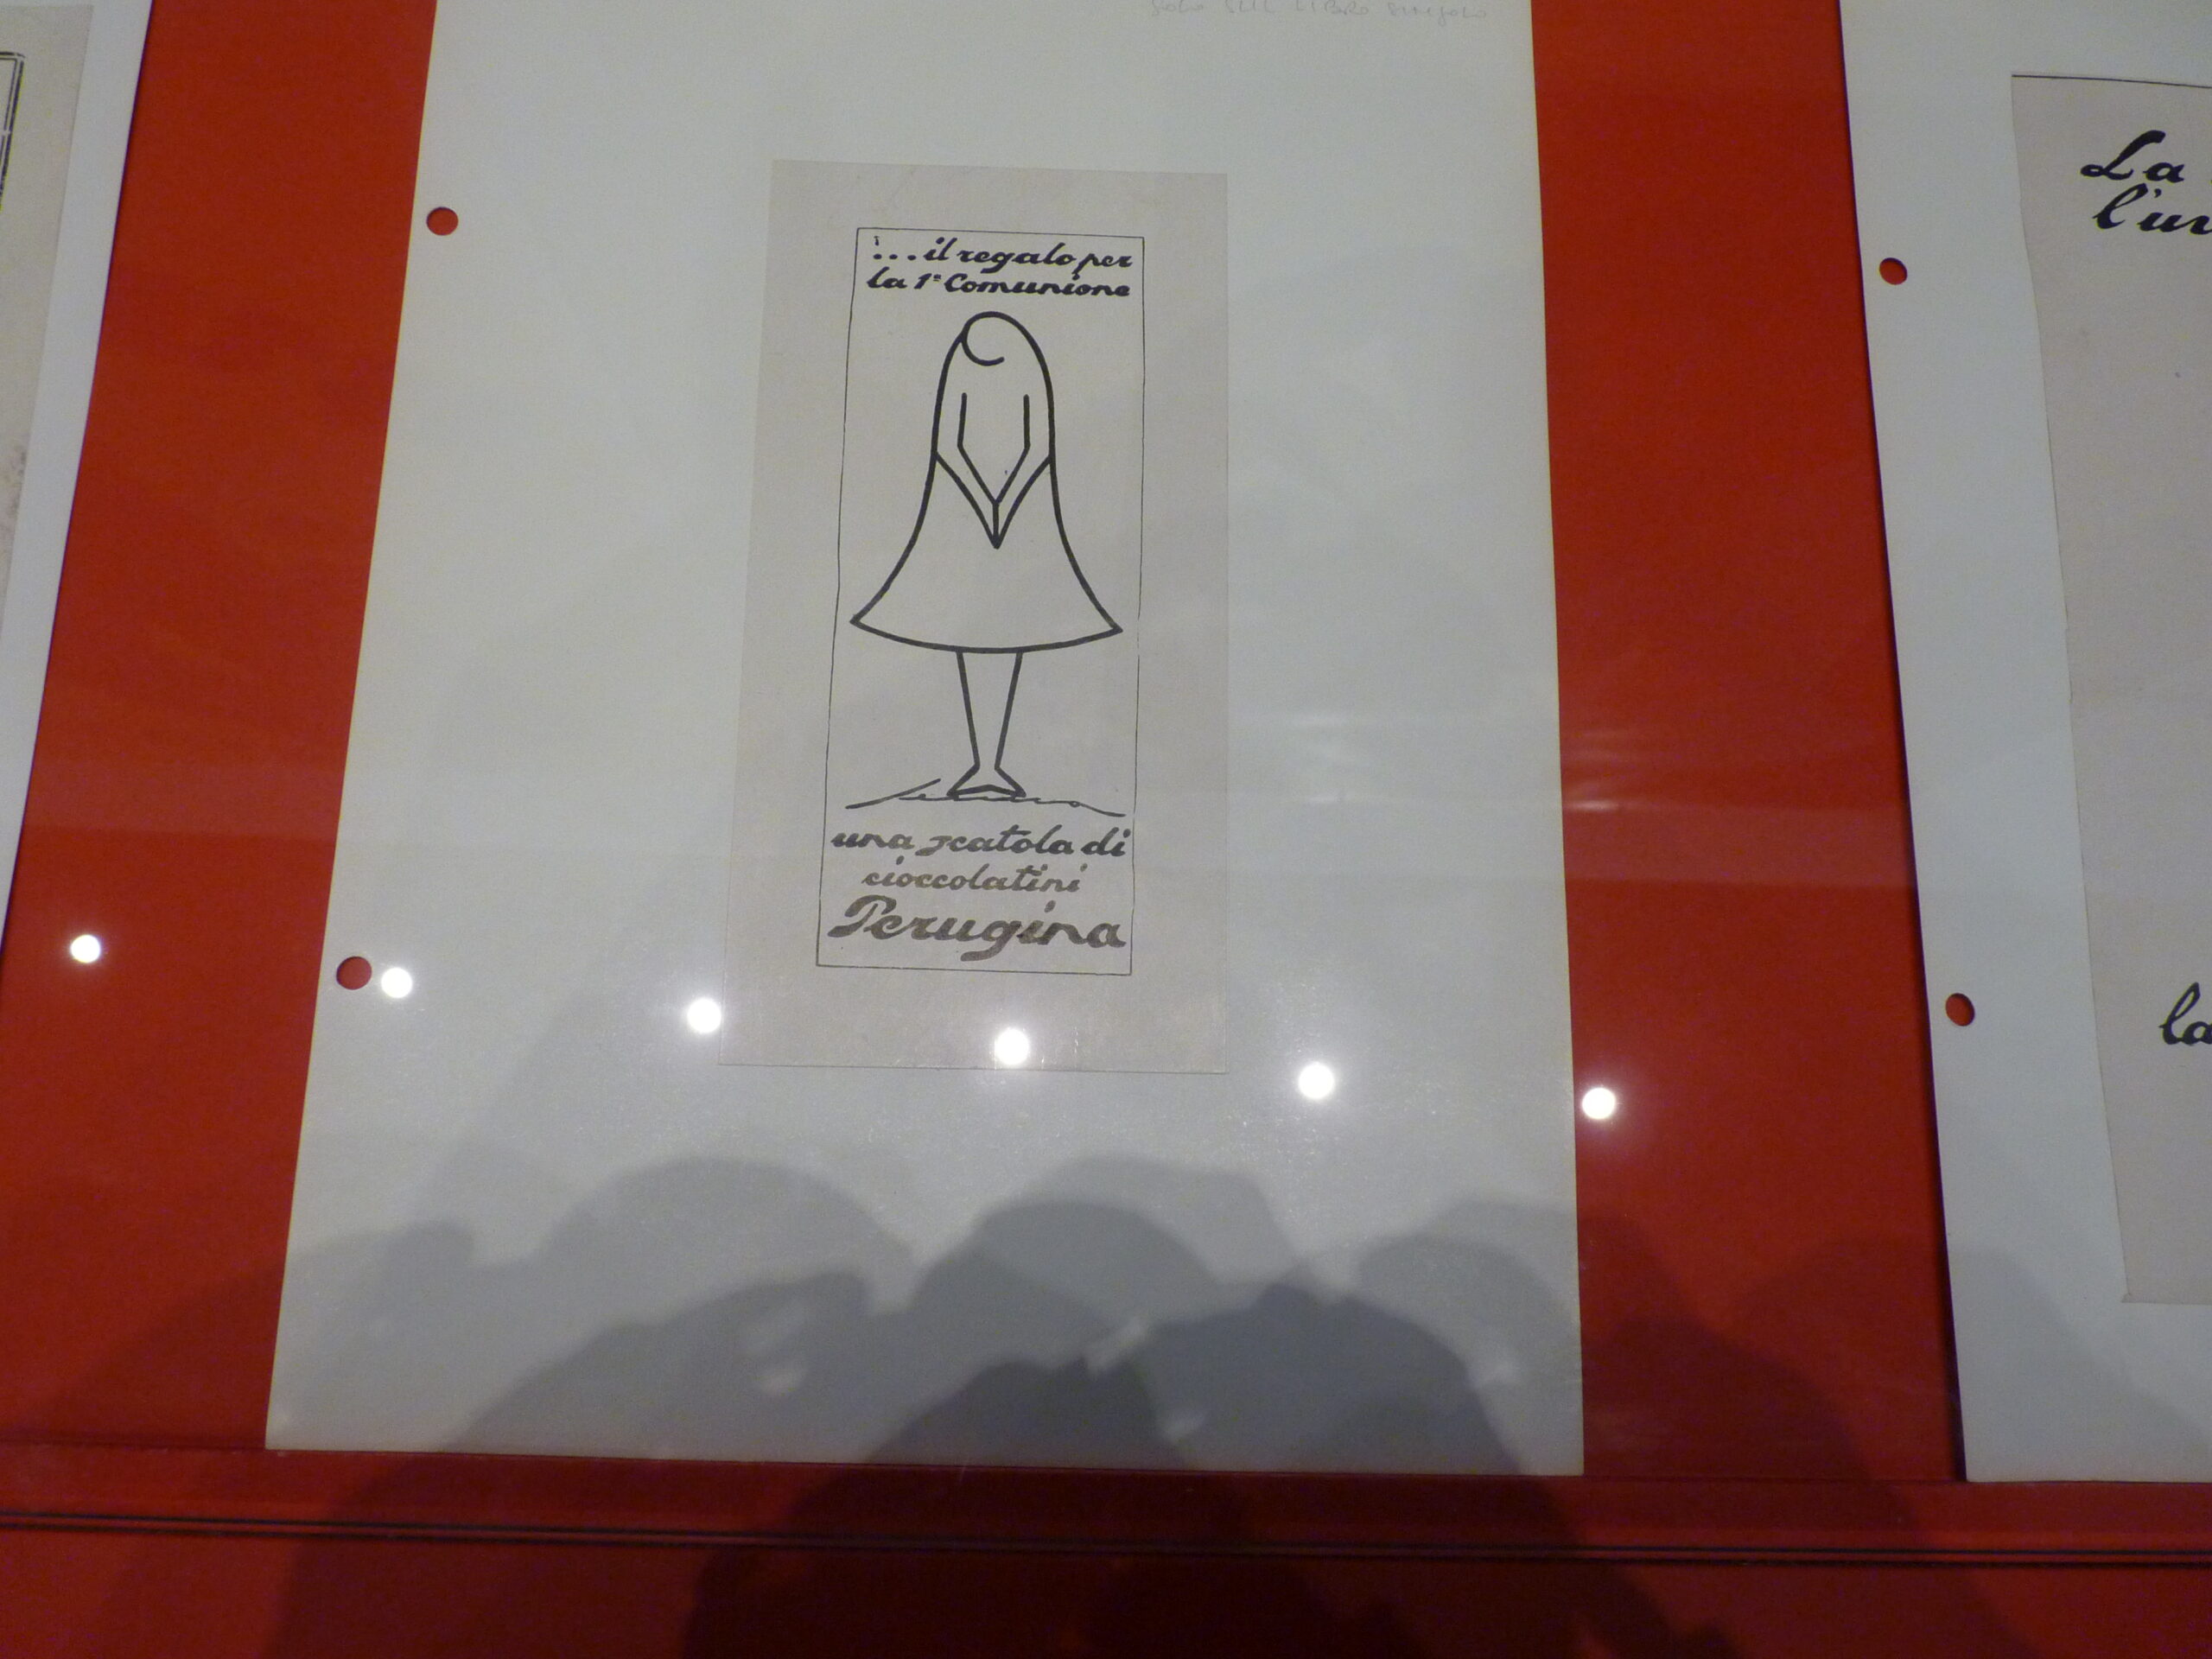 ...il regalo per
la 1ª Comunione
una scatola di
cioccolatini
Perugina
La
la